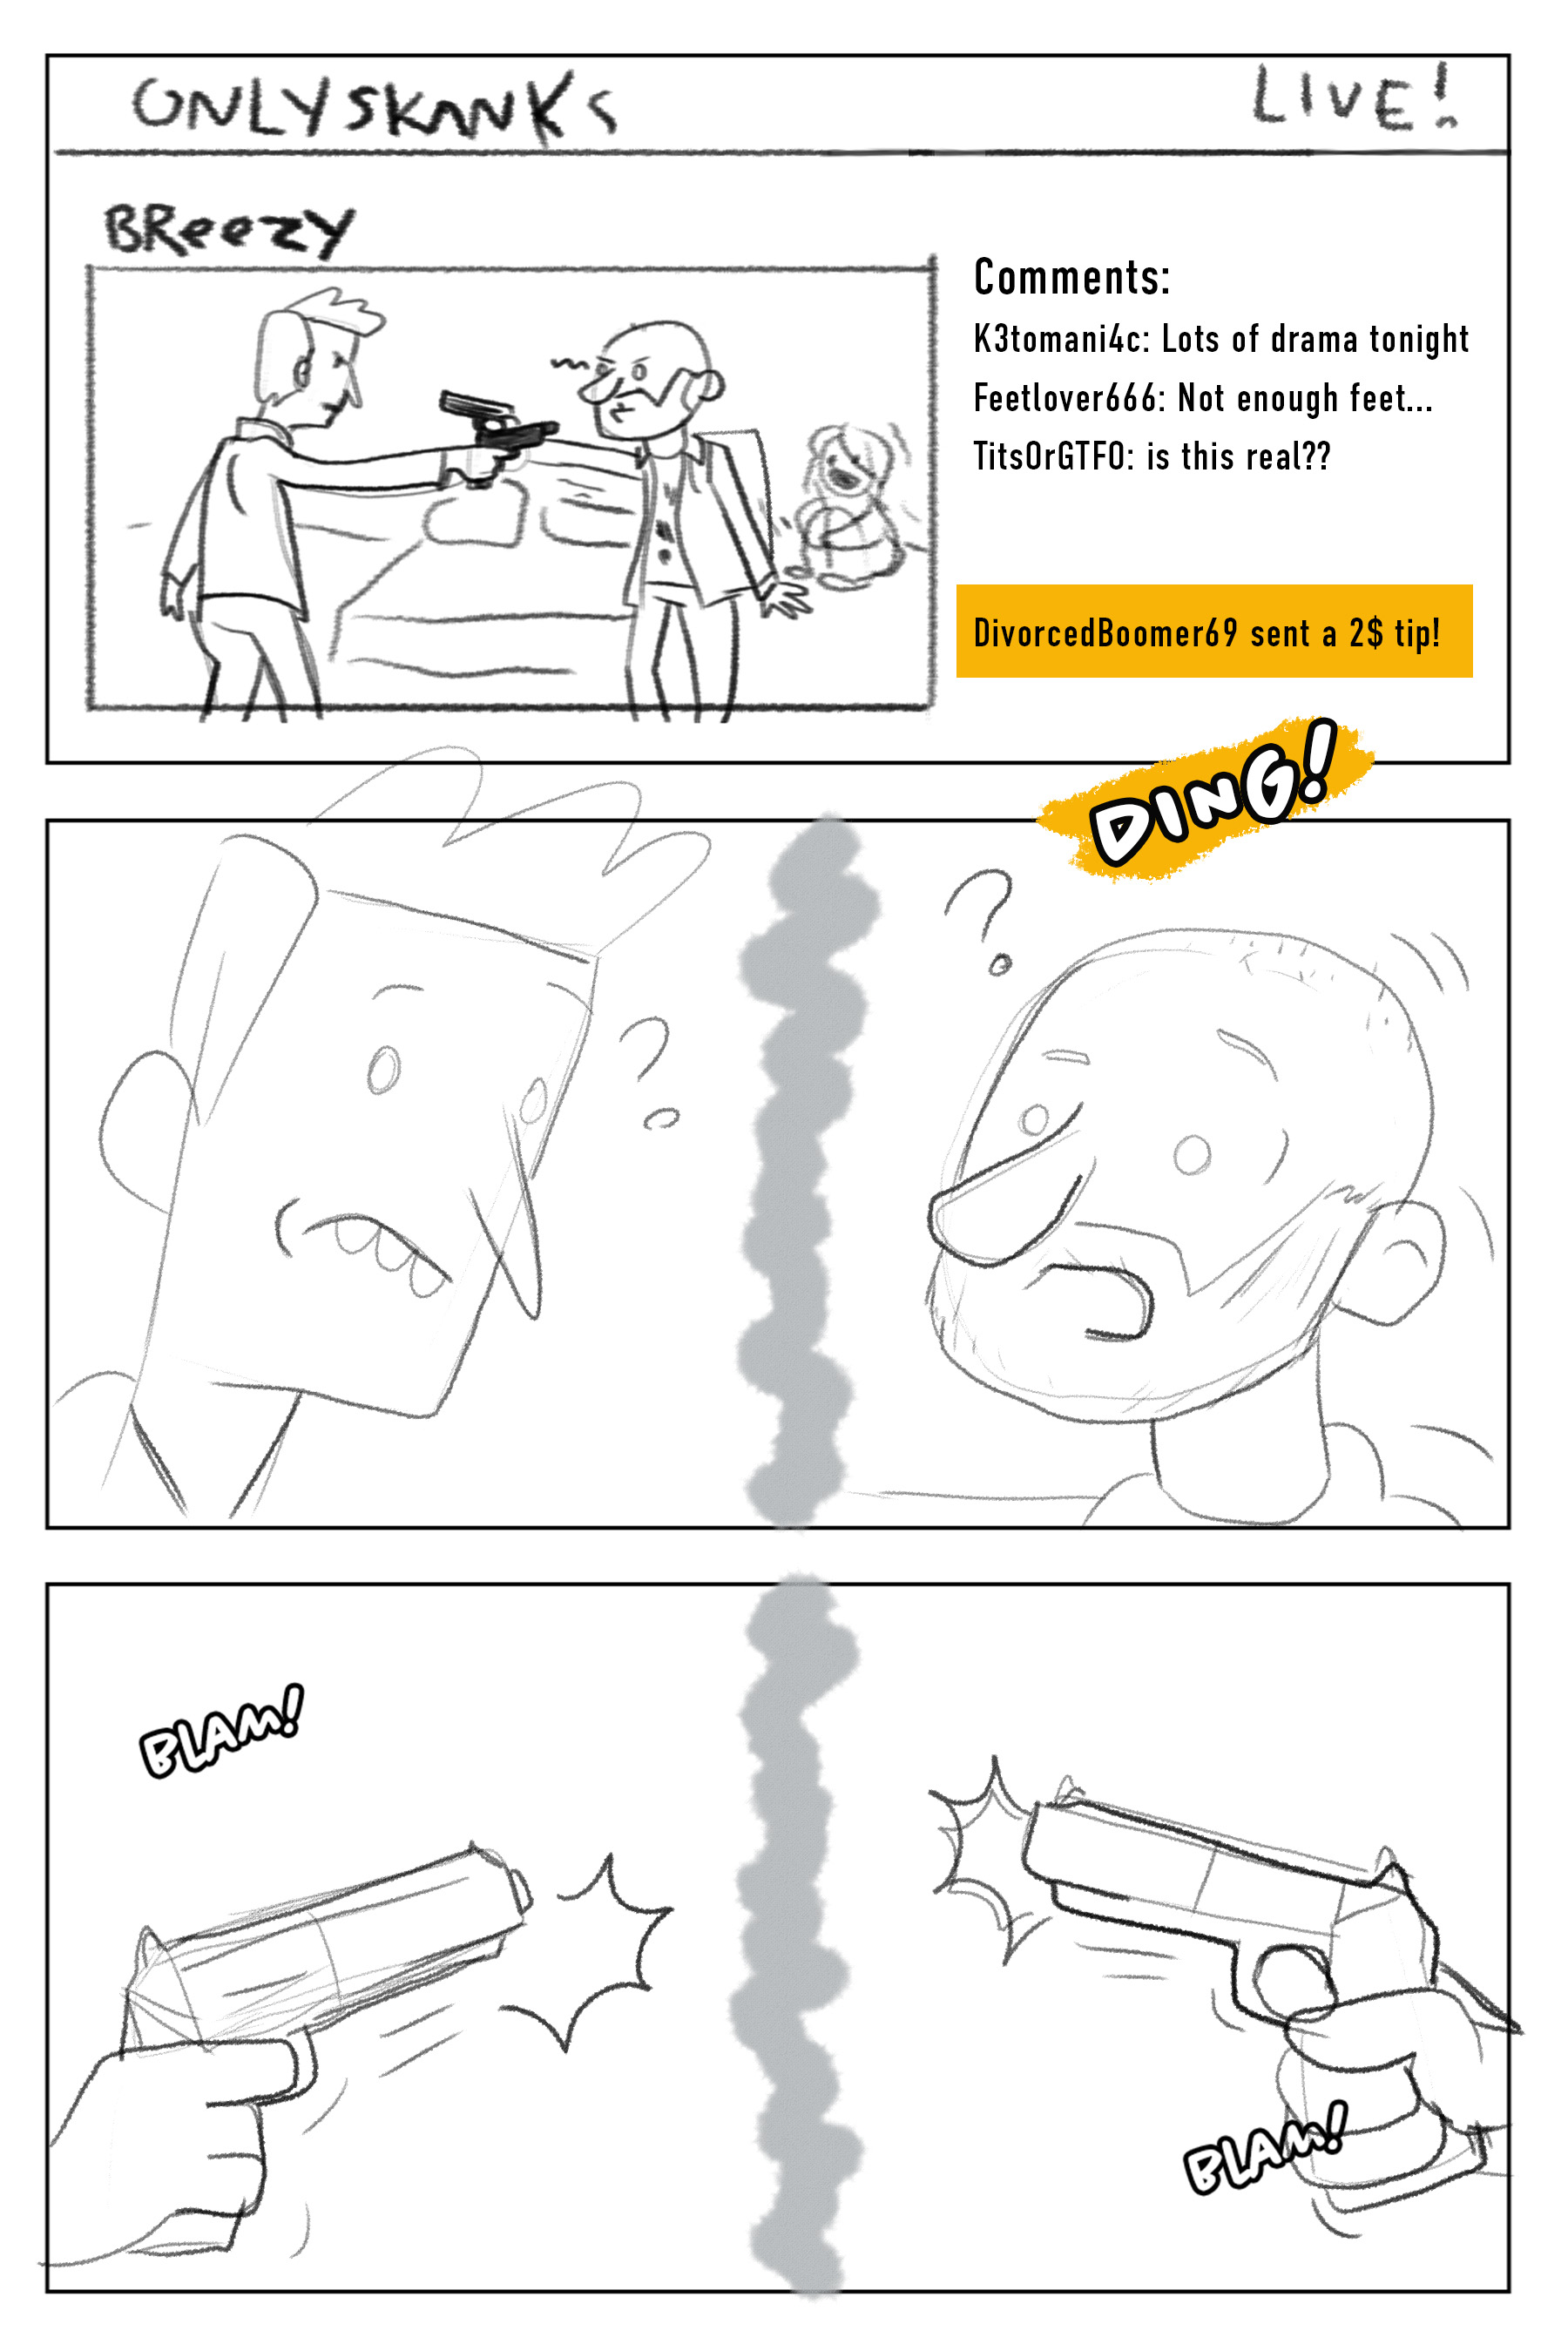 ONLYSKANKS
LIVE!
BReezy
Comments:
K3tomani4c: Lots of drama tonight
Feetlover666: Not enough feet...
TitsOrGTFO: is this real??
DivorcedBoomer69 sent a 2$ tip!
DING!
?
?
BLAM!
BLAM!